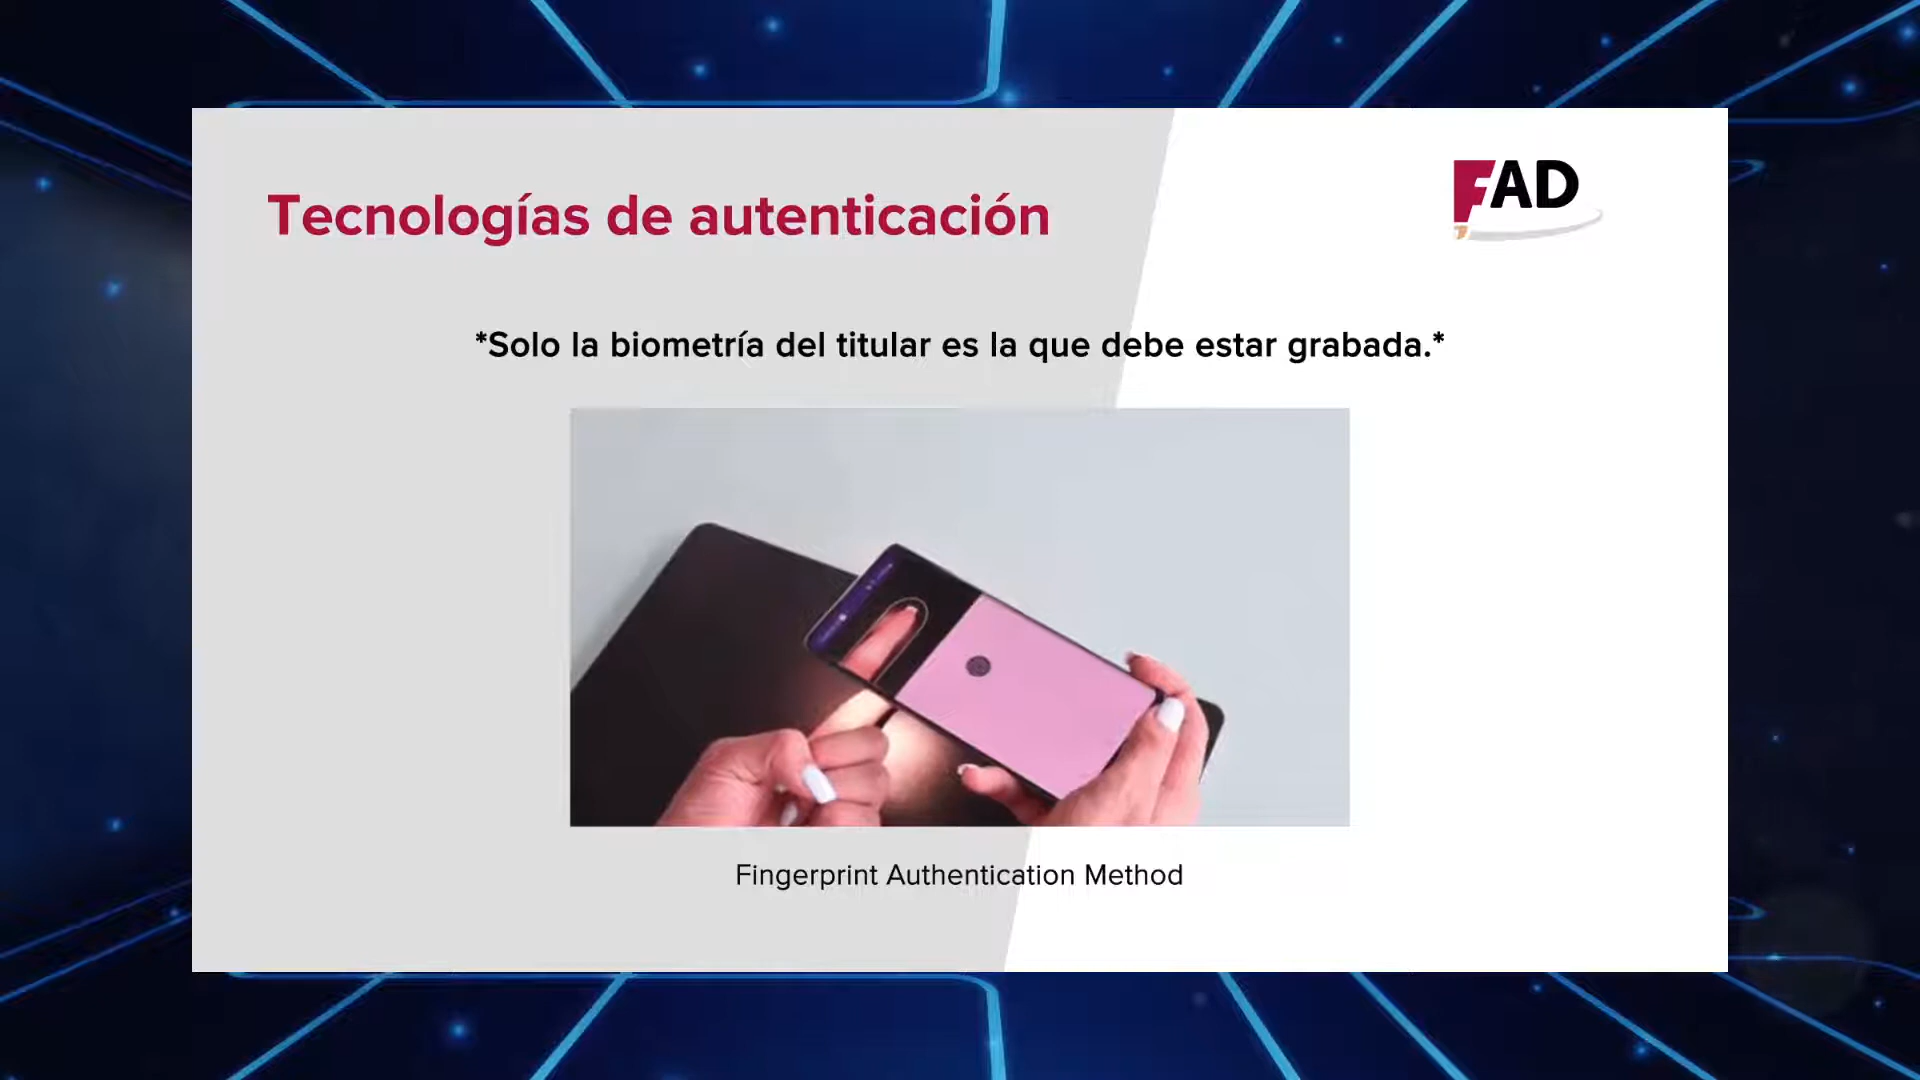 FAD
Tecnologías de autenticación
*Solo la biometría del titular es la que debe estar grabada.*
Fingerprint Authentication Method